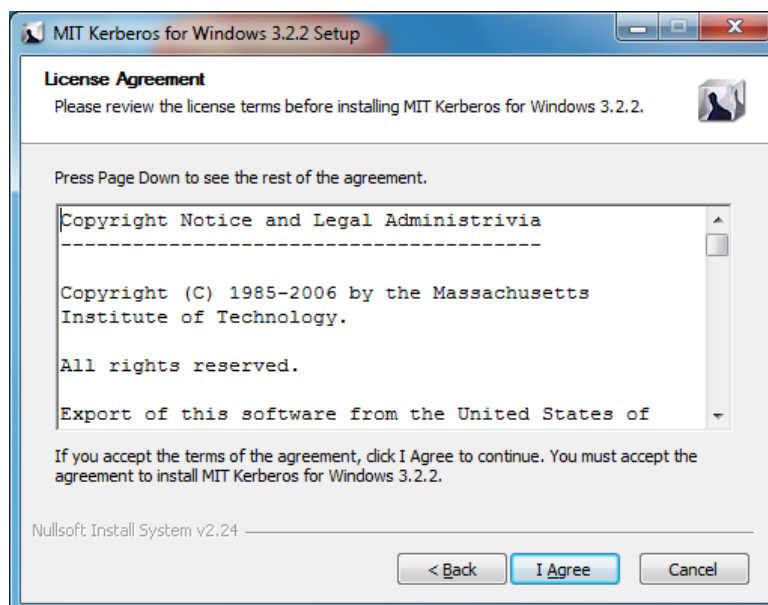 MIT Kerberos for Windows 3.2.2 Setup
License Agreement
Please review the license terms before installing MIT Kerberos for Windows 3.2.2.
Press Page Down to see the rest of the agreement.
Copyright Notice and Legal Administrivia
----------------------------------------
Copyright (C) 1985-2006 by the Massachusetts
Institute of Technology.
All rights reserved.
Export of this software from the United States of
If you accept the terms of the agreement, click I Agree to continue. You must accept the
agreement to install MIT Kerberos for Windows 3.2.2.
Nullsoft Install System v2.24
< Back I Agree Cancel